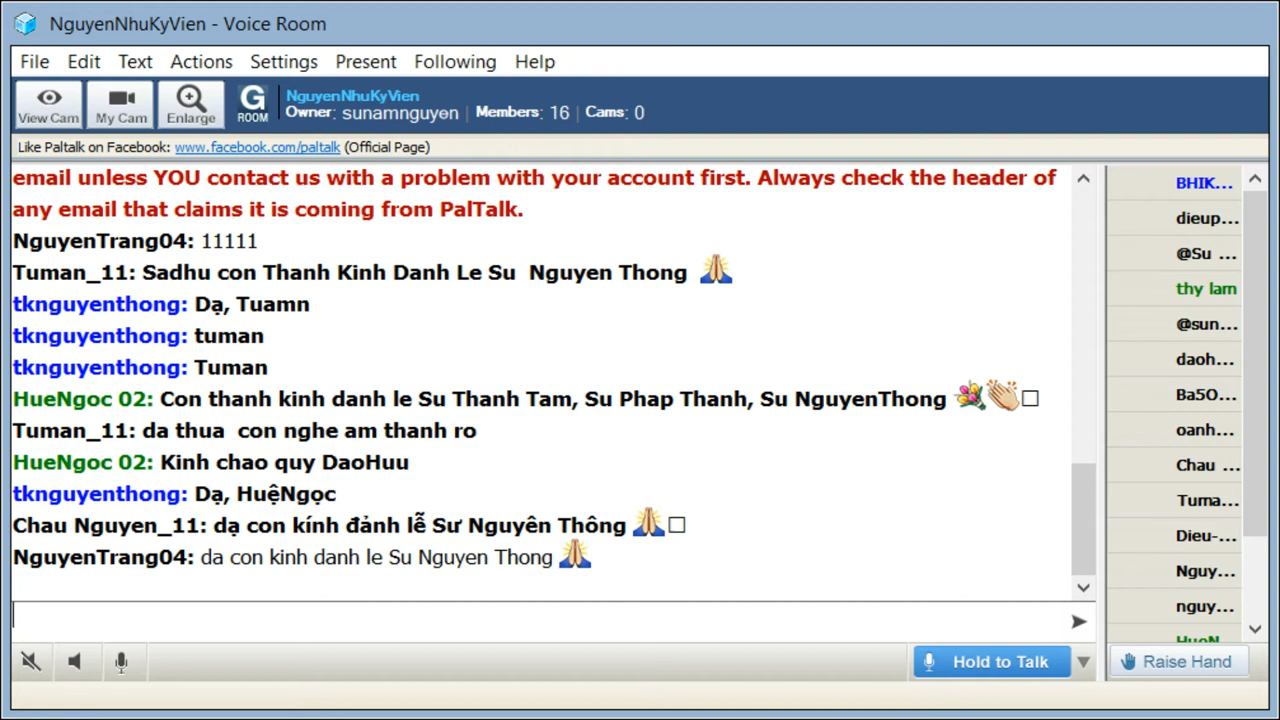 NguyenNhuKyVien - Voice Room
File Edit Text Actions Settings Present Following Help
View Cam My Cam Enlarge G ROOM NguyenNhuKyVien
Owner: sunamnguyen Members: 16 Cams: 0
Like Paltalk on Facebook: www.facebook.com/paltalk (Official Page)
email unless YOU contact us with a problem with your account first. Always check the header of
any email that claims it is coming from PalTalk.
NguyenTrang04: 11111
Tuman_11: Sadhu con Thanh Kinh Danh Le Su Nguyen Thong 🙏
tknguyenthong: Dạ, Tuamn
tknguyenthong: tuman
tknguyenthong: Tuman
HueNgoc 02: Con thanh kinh danh le Su Thanh Tam, Su Phap Thanh, Su NguyenThong 💐👏□
Tuman_11: da thua con nghe am thanh ro
HueNgoc 02: Kinh chao quy DaoHuu
tknguyenthong: Dạ, HuệNgọc
Chau Nguyen_11: dạ con kính đảnh lễ Sư Nguyên Thông 🙏□
NguyenTrang04: da con kinh danh le Su Nguyen Thong 🙏
BHIK...
dieup...
@Su ...
thy lam
@sun...
daoh...
Ba5O...
oanh...
Chau ...
Tuma...
Dieu-...
Nguy...
nguy...
HueN...
Hold to Talk
Raise Hand